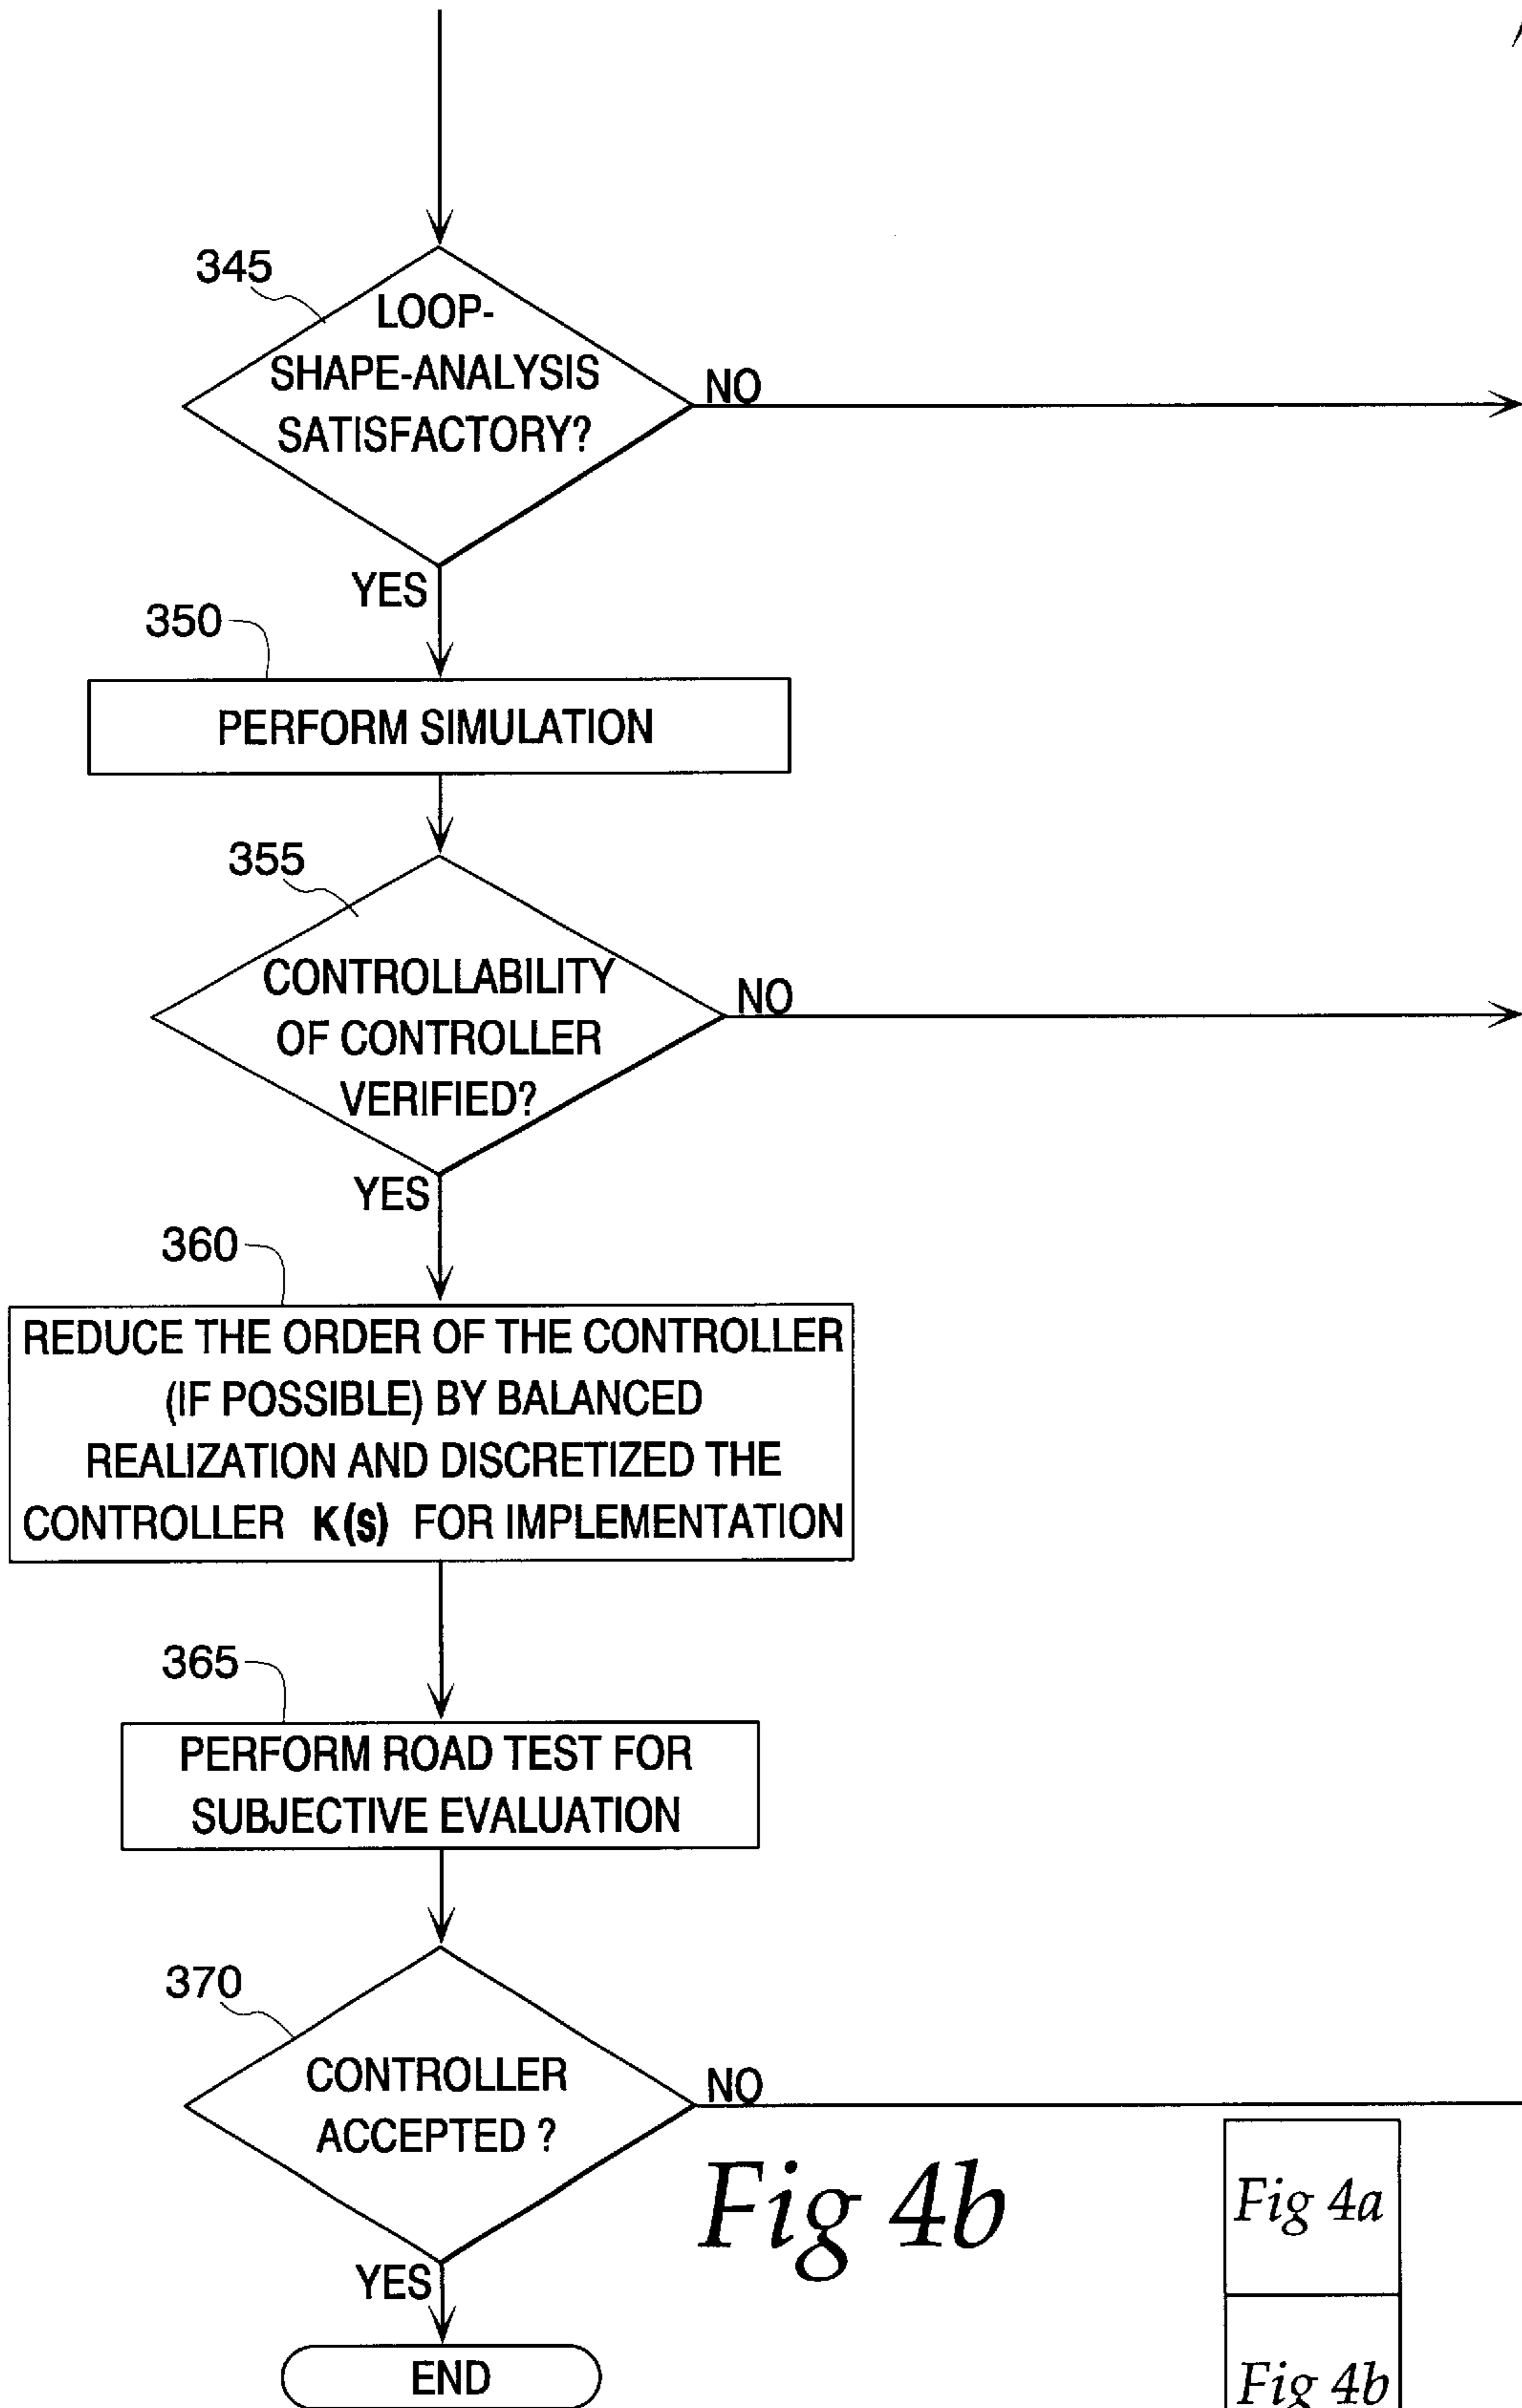 345
LOOP-
SHAPE-ANALYSIS
SATISFACTORY?
NO
YES
350
PERFORM SIMULATION
355
CONTROLLABILITY
OF CONTROLLER
VERIFIED?
NO
YES
360
REDUCE THE ORDER OF THE CONTROLLER
(IF POSSIBLE) BY BALANCED
REALIZATION AND DISCRETIZED THE
CONTROLLER K(s) FOR IMPLEMENTATION
365
PERFORM ROAD TEST FOR
SUBJECTIVE EVALUATION
370
CONTROLLER
ACCEPTED ?
NO
YES
END
Fig 4b
Fig 4a
Fig 4b